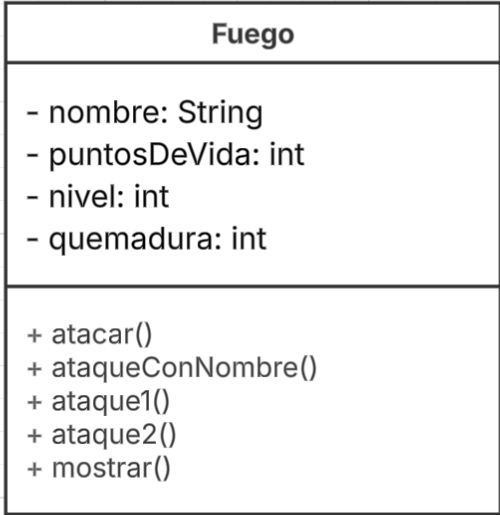 Fuego
- nombre: String
- puntosDeVida: int
- nivel: int
- quemadura: int
+ atacar()
+ ataqueConNombre()
+ ataque1()
+ ataque2()
+ mostrar()